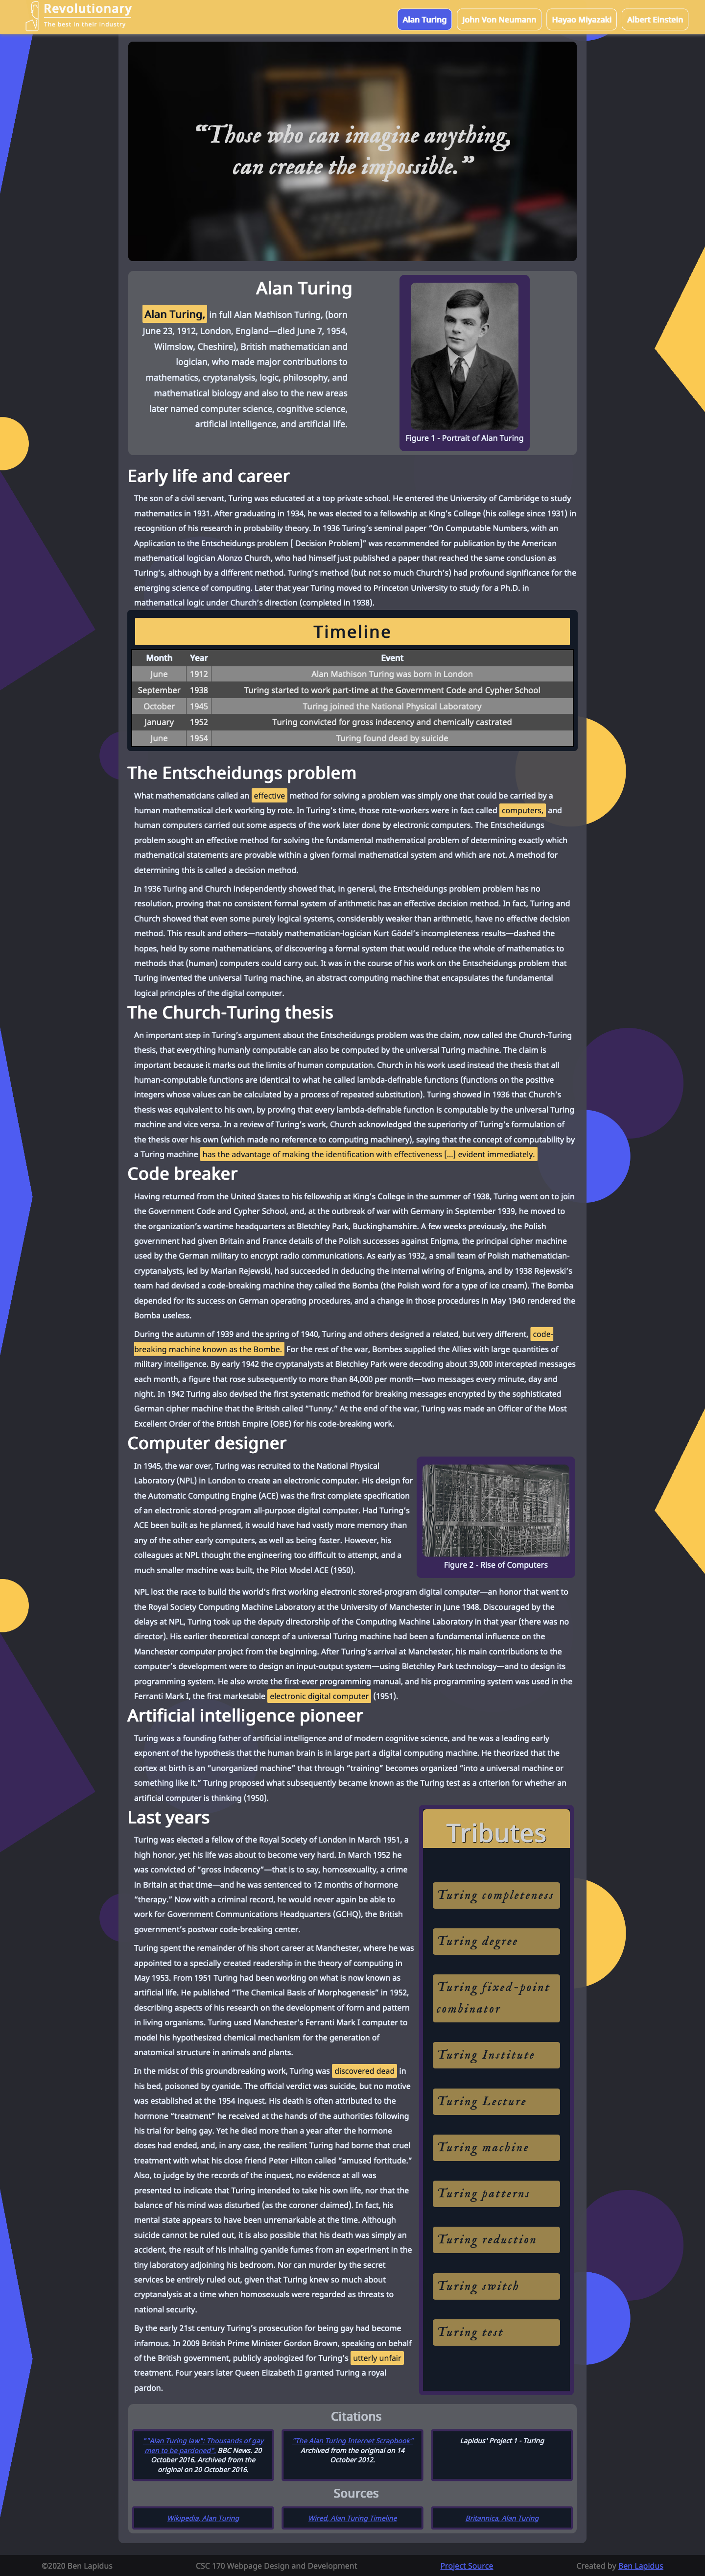 Revolutionary
The best in their industry
Alan Turing
John Von Neumann
Hayao Miyazaki
Albert Einstein
“Those who can imagine anything,
can create the impossible.”
Alan Turing
Alan Turing, in full Alan Mathison Turing, (born
June 23, 1912, London, England—died June 7, 1954,
Wilmslow, Cheshire), British mathematician and
logician, who made major contributions to
mathematics, cryptanalysis, logic, philosophy, and
mathematical biology and also to the new areas
later named computer science, cognitive science,
artificial intelligence, and artificial life.
Figure 1 - Portrait of Alan Turing
Early life and career
The son of a civil servant, Turing was educated at a top private school. He entered the University of Cambridge to study
mathematics in 1931. After graduating in 1934, he was elected to a fellowship at King’s College (his college since 1931) in
recognition of his research in probability theory. In 1936 Turing’s seminal paper “On Computable Numbers, with an
Application to the Entscheidungs problem [ Decision Problem]” was recommended for publication by the American
mathematical logician Alonzo Church, who had himself just published a paper that reached the same conclusion as
Turing’s, although by a different method. Turing’s method (but not so much Church’s) had profound significance for the
emerging science of computing. Later that year Turing moved to Princeton University to study for a Ph.D. in
mathematical logic under Church’s direction (completed in 1938).
Timeline
Month Year Event
June 1912 Alan Mathison Turing was born in London
September 1938 Turing started to work part-time at the Government Code and Cypher School
October 1945 Turing joined the National Physical Laboratory
January 1952 Turing convicted for gross indecency and chemically castrated
June 1954 Turing found dead by suicide
The Entscheidungs problem
What mathematicians called an effective method for solving a problem was simply one that could be carried by a
human mathematical clerk working by rote. In Turing’s time, those rote-workers were in fact called computers, and
human computers carried out some aspects of the work later done by electronic computers. The Entscheidungs
problem sought an effective method for solving the fundamental mathematical problem of determining exactly which
mathematical statements are provable within a given formal mathematical system and which are not. A method for
determining this is called a decision method.
In 1936 Turing and Church independently showed that, in general, the Entscheidungs problem problem has no
resolution, proving that no consistent formal system of arithmetic has an effective decision method. In fact, Turing and
Church showed that even some purely logical systems, considerably weaker than arithmetic, have no effective decision
method. This result and others—notably mathematician-logician Kurt Gödel’s incompleteness results—dashed the
hopes, held by some mathematicians, of discovering a formal system that would reduce the whole of mathematics to
methods that (human) computers could carry out. It was in the course of his work on the Entscheidungs problem that
Turing invented the universal Turing machine, an abstract computing machine that encapsulates the fundamental
logical principles of the digital computer.
The Church-Turing thesis
An important step in Turing’s argument about the Entscheidungs problem was the claim, now called the Church-Turing
thesis, that everything humanly computable can also be computed by the universal Turing machine. The claim is
important because it marks out the limits of human computation. Church in his work used instead the thesis that all
human-computable functions are identical to what he called lambda-definable functions (functions on the positive
integers whose values can be calculated by a process of repeated substitution). Turing showed in 1936 that Church’s
thesis was equivalent to his own, by proving that every lambda-definable function is computable by the universal Turing
machine and vice versa. In a review of Turing’s work, Church acknowledged the superiority of Turing’s formulation of
the thesis over his own (which made no reference to computing machinery), saying that the concept of computability by
a Turing machine has the advantage of making the identification with effectiveness [...] evident immediately.
Code breaker
Having returned from the United States to his fellowship at King’s College in the summer of 1938, Turing went on to join
the Government Code and Cypher School, and, at the outbreak of war with Germany in September 1939, he moved to
the organization’s wartime headquarters at Bletchley Park, Buckinghamshire. A few weeks previously, the Polish
government had given Britain and France details of the Polish successes against Enigma, the principal cipher machine
used by the German military to encrypt radio communications. As early as 1932, a small team of Polish mathematician-
cryptanalysts, led by Marian Rejewski, had succeeded in deducing the internal wiring of Enigma, and by 1938 Rejewski’s
team had devised a code-breaking machine they called the Bomba (the Polish word for a type of ice cream). The Bomba
depended for its success on German operating procedures, and a change in those procedures in May 1940 rendered the
Bomba useless.
During the autumn of 1939 and the spring of 1940, Turing and others designed a related, but very different, code-
breaking machine known as the Bombe. For the rest of the war, Bombes supplied the Allies with large quantities of
military intelligence. By early 1942 the cryptanalysts at Bletchley Park were decoding about 39,000 intercepted messages
each month, a figure that rose subsequently to more than 84,000 per month—two messages every minute, day and
night. In 1942 Turing also devised the first systematic method for breaking messages encrypted by the sophisticated
German cipher machine that the British called “Tunny.” At the end of the war, Turing was made an Officer of the Most
Excellent Order of the British Empire (OBE) for his code-breaking work.
Computer designer
In 1945, the war over, Turing was recruited to the National Physical
Laboratory (NPL) in London to create an electronic computer. His design for
the Automatic Computing Engine (ACE) was the first complete specification
of an electronic stored-program all-purpose digital computer. Had Turing’s
ACE been built as he planned, it would have had vastly more memory than
any of the other early computers, as well as being faster. However, his
colleagues at NPL thought the engineering too difficult to attempt, and a
much smaller machine was built, the Pilot Model ACE (1950).
Figure 2 - Rise of Computers
NPL lost the race to build the world’s first working electronic stored-program digital computer—an honor that went to
the Royal Society Computing Machine Laboratory at the University of Manchester in June 1948. Discouraged by the
delays at NPL, Turing took up the deputy directorship of the Computing Machine Laboratory in that year (there was no
director). His earlier theoretical concept of a universal Turing machine had been a fundamental influence on the
Manchester computer project from the beginning. After Turing’s arrival at Manchester, his main contributions to the
computer’s development were to design an input-output system—using Bletchley Park technology—and to design its
programming system. He also wrote the first-ever programming manual, and his programming system was used in the
Ferranti Mark I, the first marketable electronic digital computer (1951).
Artificial intelligence pioneer
Turing was a founding father of artificial intelligence and of modern cognitive science, and he was a leading early
exponent of the hypothesis that the human brain is in large part a digital computing machine. He theorized that the
cortex at birth is an “unorganized machine” that through “training” becomes organized “into a universal machine or
something like it.” Turing proposed what subsequently became known as the Turing test as a criterion for whether an
artificial computer is thinking (1950).
Last years
Turing was elected a fellow of the Royal Society of London in March 1951, a
high honor, yet his life was about to become very hard. In March 1952 he
was convicted of “gross indecency”—that is to say, homosexuality, a crime
in Britain at that time—and he was sentenced to 12 months of hormone
“therapy.” Now with a criminal record, he would never again be able to
work for Government Communications Headquarters (GCHQ), the British
government’s postwar code-breaking center.
Turing spent the remainder of his short career at Manchester, where he was
appointed to a specially created readership in the theory of computing in
May 1953. From 1951 Turing had been working on what is now known as
artificial life. He published “The Chemical Basis of Morphogenesis” in 1952,
describing aspects of his research on the development of form and pattern
in living organisms. Turing used Manchester’s Ferranti Mark I computer to
model his hypothesized chemical mechanism for the generation of
anatomical structure in animals and plants.
In the midst of this groundbreaking work, Turing was discovered dead in
his bed, poisoned by cyanide. The official verdict was suicide, but no motive
was established at the 1954 inquest. His death is often attributed to the
hormone “treatment” he received at the hands of the authorities following
his trial for being gay. Yet he died more than a year after the hormone
doses had ended, and, in any case, the resilient Turing had borne that cruel
treatment with what his close friend Peter Hilton called “amused fortitude.”
Also, to judge by the records of the inquest, no evidence at all was
presented to indicate that Turing intended to take his own life, nor that the
balance of his mind was disturbed (as the coroner claimed). In fact, his
mental state appears to have been unremarkable at the time. Although
suicide cannot be ruled out, it is also possible that his death was simply an
accident, the result of his inhaling cyanide fumes from an experiment in the
tiny laboratory adjoining his bedroom. Nor can murder by the secret
services be entirely ruled out, given that Turing knew so much about
cryptanalysis at a time when homosexuals were regarded as threats to
national security.
By the early 21st century Turing’s prosecution for being gay had become
infamous. In 2009 British Prime Minister Gordon Brown, speaking on behalf
of the British government, publicly apologized for Turing’s utterly unfair
treatment. Four years later Queen Elizabeth II granted Turing a royal
pardon.
Tributes
Turing completeness
Turing degree
Turing fixed-point
combinator
Turing Institute
Turing Lecture
Turing machine
Turing patterns
Turing reduction
Turing switch
Turing test
Citations
"“Alan Turing law”: Thousands of gay
men to be pardoned". BBC News. 20
October 2016. Archived from the
original on 20 October 2016.
"The Alan Turing Internet Scrapbook"
Archived from the original on 14
October 2012.
Lapidus' Project 1 - Turing
Sources
Wikipedia, Alan Turing
Wired, Alan Turing Timeline
Britannica, Alan Turing
©2020 Ben Lapidus
CSC 170 Webpage Design and Development
Project Source
Created by Ben Lapidus